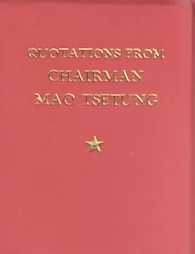 QUOTATIONS FROM
CHAIRMAN
MAO TSETUNG